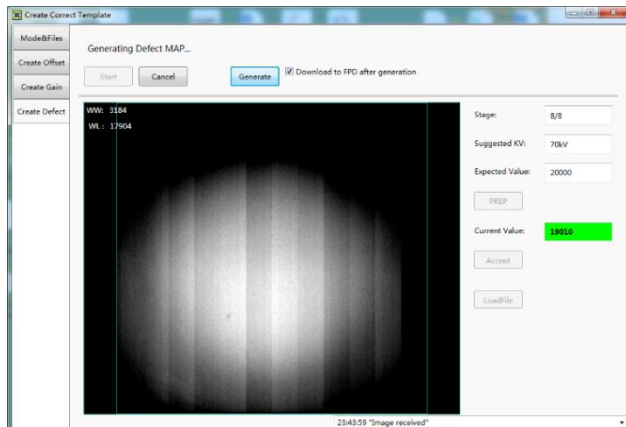 Create Correct Template
Mode&Files
Create Offset
Create Gain
Create Defect
Generating Defect MAP...
Start
Cancel
Generate
Download to FPD after generation
WW: 3184
WL: 17904
Stage:
8/8
Suggested KV:
70kV
Expected Value:
20000
PREP
Current Value:
19010
Accept
LoadFile
23:43:59 "Image received"